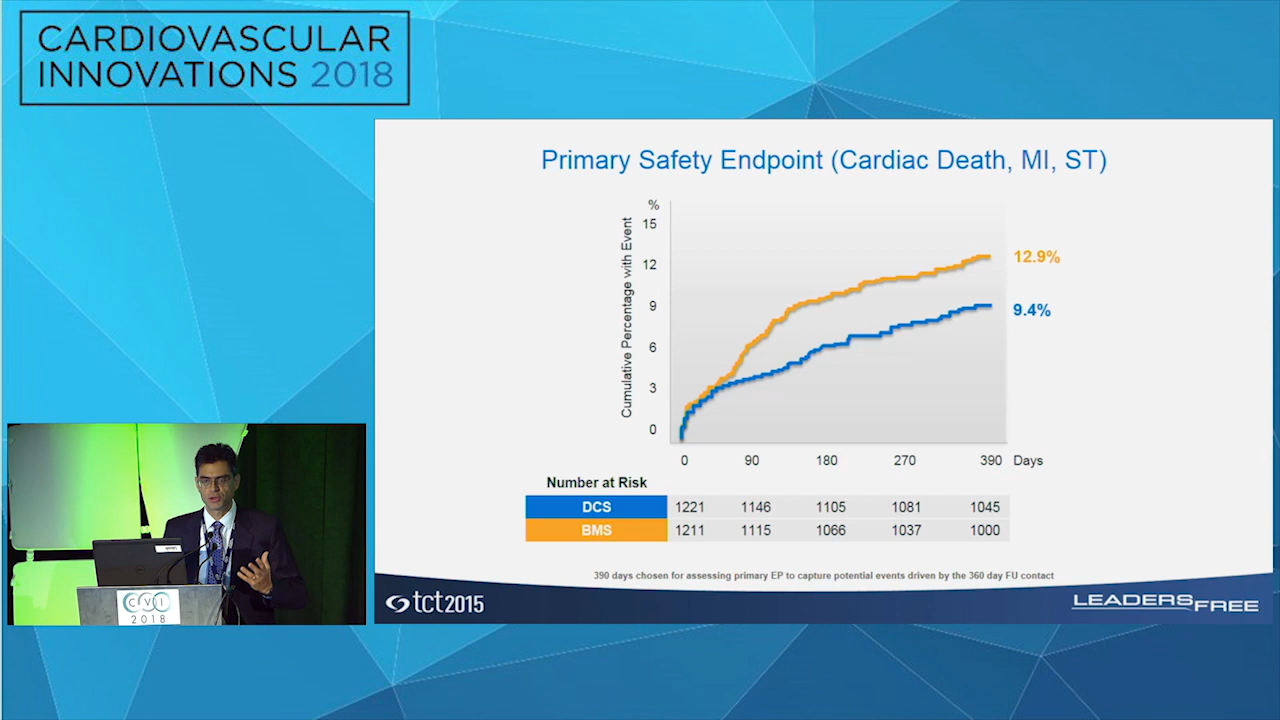 CARDIOVASCULAR
INNOVATIONS 2018
Primary Safety Endpoint (Cardiac Death, MI, ST)
%
Cumulative Percentage with Event
15
12
9
6
3
0
12.9%
9.4%
0 90 180 270 390 Days
Number at Risk
DCS 1221 1146 1105 1081 1045
BMS 1211 1115 1066 1037 1000
390 days chosen for assessing primary EP to capture potential events driven by the 360 day FU contact
tct2015
LEADERS FREE
CVI
2018